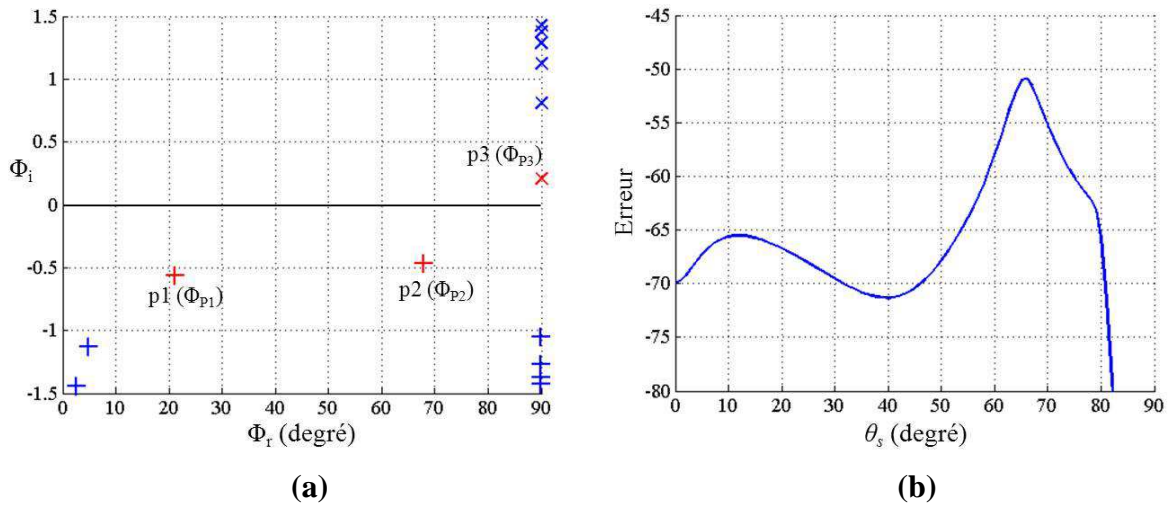 1.5
1
0.5
0
-0.5
-1
-1.5
Φi
p3 (ΦP3)
p1 (ΦP1)
p2 (ΦP2)
0 10 20 30 40 50 60 70 80 90
Φr (degré)
(a)
-45
-50
-55
-60
-65
-70
-75
-80
Erreur
0 10 20 30 40 50 60 70 80 90
θs (degré)
(b)